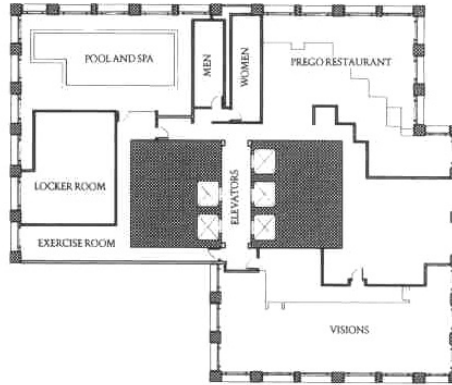 POOL AND SPA
MEN
WOMEN
PREGO RESTAURANT
LOCKER ROOM
ELEVATORS
EXERCISE ROOM
VISIONS